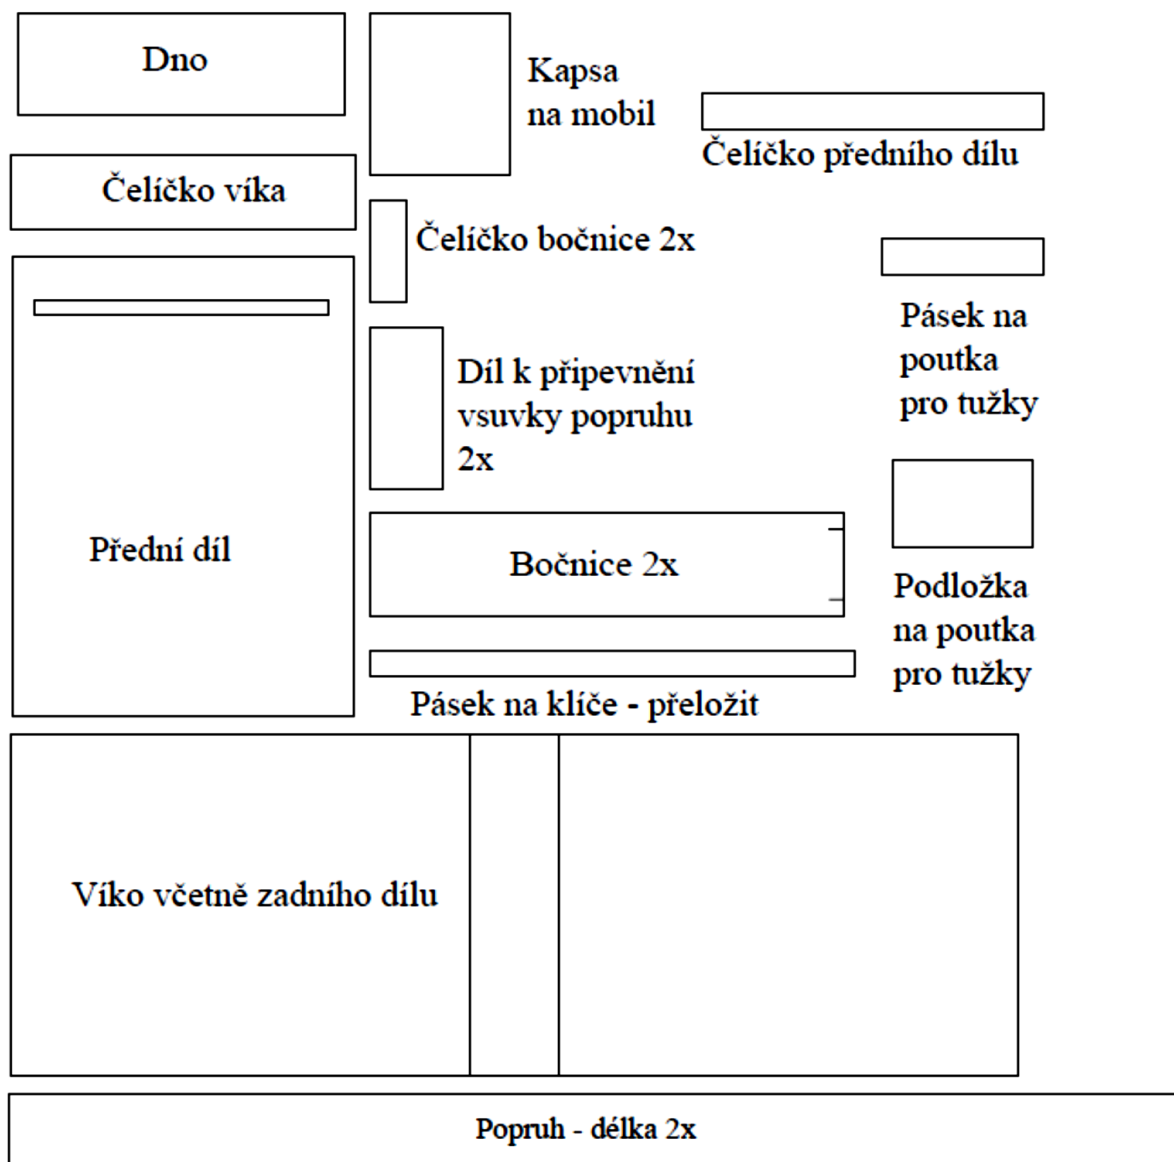 Dno
Kapsa
na mobil
Čelíčko předního dílu
Čelíčko víka
Čelíčko bočnice 2x
Pásek na
poutka
pro tužky
Díl k připevnění
vsuvky popruhu
2x
Přední díl
Bočnice 2x
Podložka
na poutka
pro tužky
Pásek na klíče - přeložit
Víko včetně zadního dílu
Popruh - délka 2x